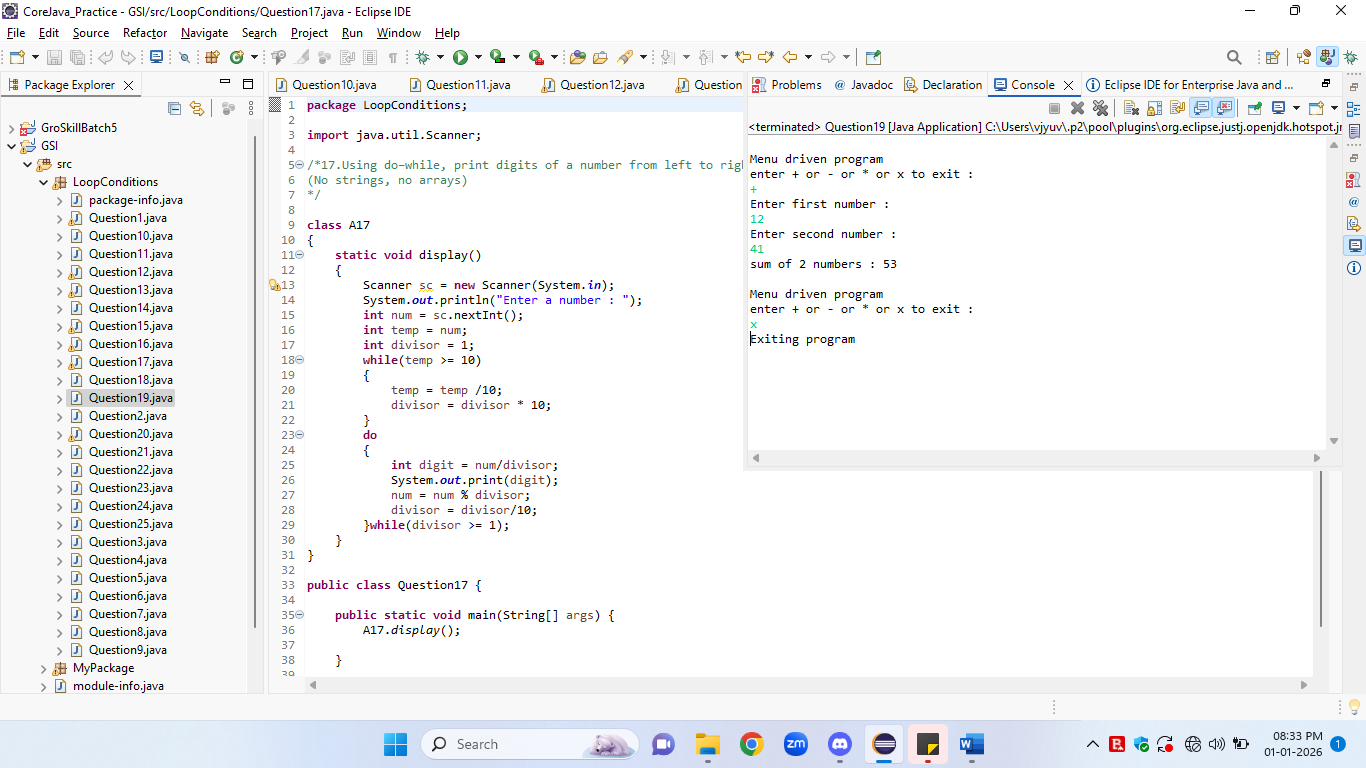 CoreJava_Practice - GSI/src/LoopConditions/Question17.java - Eclipse IDE
File Edit Source Refactor Navigate Search Project Run Window Help
Package Explorer
GroSkillBatch5
GSI
src
LoopConditions
package-info.java
Question1.java
Question10.java
Question11.java
Question12.java
Question13.java
Question14.java
Question15.java
Question16.java
Question17.java
Question18.java
Question19.java
Question2.java
Question20.java
Question21.java
Question22.java
Question23.java
Question24.java
Question25.java
Question3.java
Question4.java
Question5.java
Question6.java
Question7.java
Question8.java
Question9.java
MyPackage
module-info.java
Question10.java Question11.java Question12.java Question
1 package LoopConditions;
2
3 import java.util.Scanner;
4
5 /*17.Using do-while, print digits of a number from left to righ
6 (No strings, no arrays)
7 */
8
9 class A17
10 {
11 static void display()
12 {
13 Scanner sc = new Scanner(System.in);
14 System.out.println("Enter a number : ");
15 int num = sc.nextInt();
16 int temp = num;
17 int divisor = 1;
18 while(temp >= 10)
19 {
20 temp = temp /10;
21 divisor = divisor * 10;
22 }
23 do
24 {
25 int digit = num/divisor;
26 System.out.print(digit);
27 num = num % divisor;
28 divisor = divisor/10;
29 }while(divisor >= 1);
30 }
31 }
32
33 public class Question17 {
34
35 public static void main(String[] args) {
36 A17.display();
37
38 }
39
Problems Javadoc Declaration Console Eclipse IDE for Enterprise Java and ...
<terminated> Question19 [Java Application] C:\Users\vjyuv\.p2\pool\plugins\org.eclipse.justj.openjdk.hotspot.jr
Menu driven program
enter + or - or * or x to exit :
+
Enter first number :
12
Enter second number :
41
sum of 2 numbers : 53
Menu driven program
enter + or - or * or x to exit :
x
Exiting program
Search
zm
08:33 PM
01-01-2026
1